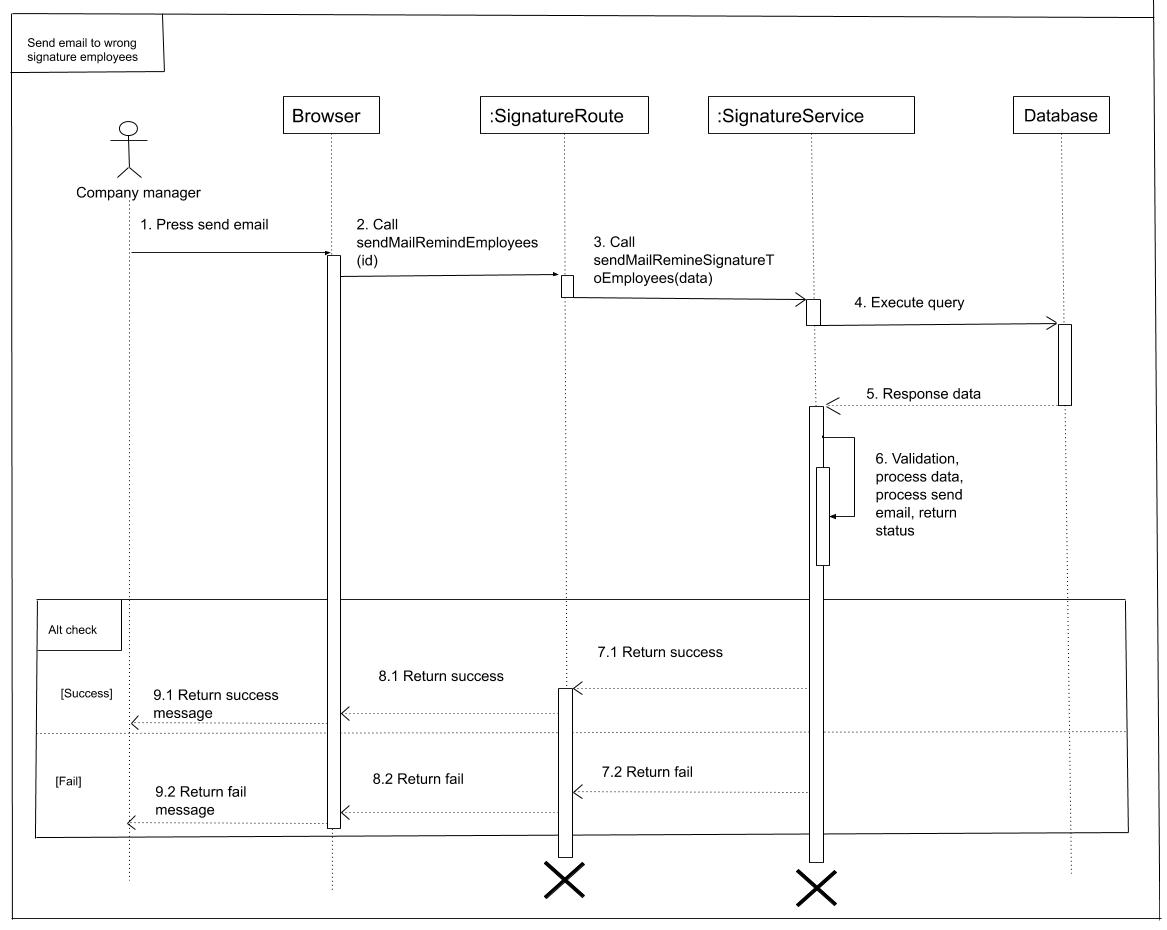 Send email to wrong
signature employees
Browser
:SignatureRoute
:SignatureService
Database
Company manager
1. Press send email
2. Call
sendMailRemindEmployees
(id)
3. Call
sendMailRemineSignatureT
oEmployees(data)
4. Execute query
5. Response data
6. Validation,
process data,
process send
email, return
status
Alt check
7.1 Return success
8.1 Return success
[Success]
9.1 Return success
message
7.2 Return fail
8.2 Return fail
[Fail]
9.2 Return fail
message